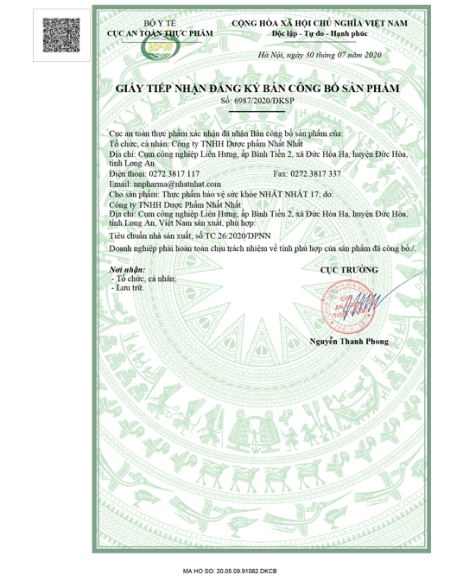 BỘ Y TẾ
CỤC AN TOÀN THỰC PHẨM
CỘNG HÒA XÃ HỘI CHỦ NGHĨA VIỆT NAM
Độc lập - Tự do - Hạnh phúc
Hà Nội, ngày 30 tháng 07 năm 2020
GIẤY TIẾP NHẬN ĐĂNG KÝ BẢN CÔNG BỐ SẢN PHẨM
Số: 6987/2020/ĐKSP
Cục an toàn thực phẩm xác nhận đã nhận Bản công bố sản phẩm của:
Tổ chức, cá nhân: Công ty TNHH Dược phẩm Nhất Nhất
Địa chỉ: Cụm công nghiệp Liên Hưng, ấp Bình Tiền 2, xã Đức Hòa Hạ, huyện Đức Hòa,
tỉnh Long An
Điện thoại: 0272 3817 117 Fax: 0272 3817 337
Email: nnpharma@nhatnhat.com
Cho sản phẩm: Thực phẩm bảo vệ sức khỏe NHẤT NHẤT 17; do:
Công ty TNHH Dược Phẩm Nhất Nhất
Địa chỉ: Cụm công nghiệp Liên Hưng, ấp Bình Tiền 2, xã Đức Hòa Hạ, huyện Đức Hòa,
tỉnh Long An, Việt Nam sản xuất, phù hợp:
Tiêu chuẩn nhà sản xuất, số TC 26:2020/DPNN
Doanh nghiệp phải hoàn toàn chịu trách nhiệm về tính phù hợp của sản phẩm đã công bố./.
Nơi nhận:
- Tổ chức, cá nhân;
- Lưu trữ.
CỤC TRƯỞNG
CỤC
AN TOÀN
THỰC PHẨM
Nguyễn Thanh Phong
MA HO SO: 20.05.09.91082.DKCB